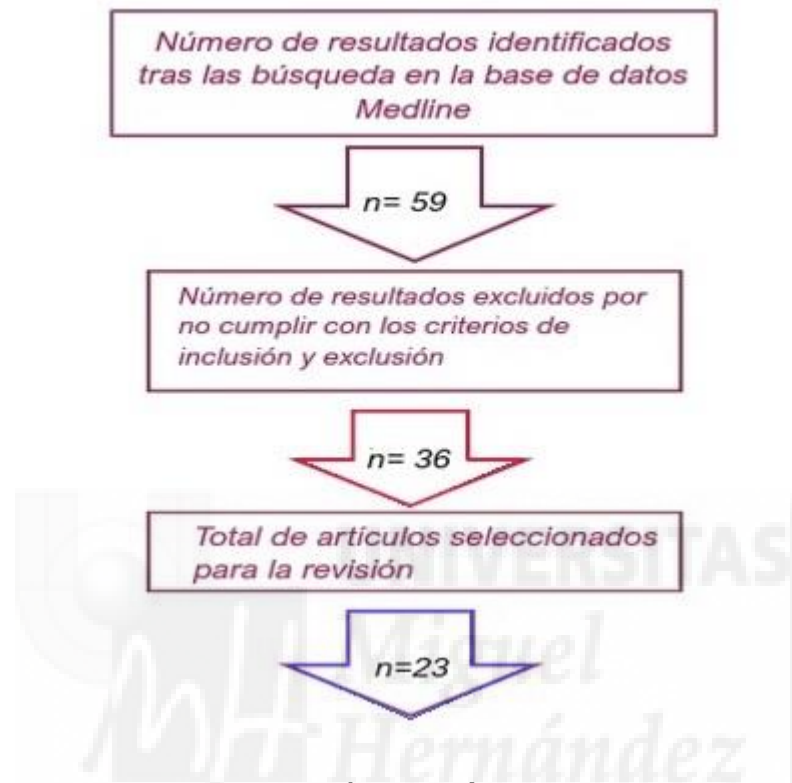 Número de resultados identificados
tras las búsqueda en la base de datos
Medline
n= 59
Número de resultados excluidos por
no cumplir con los criterios de
inclusión y exclusión
n= 36
Total de artículos seleccionados
para la revisión
n=23
UNIVERSITAS
Miguel
Hernández